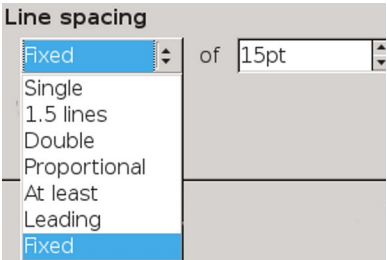 Line spacing
Fixed of 15pt
Single
1.5 lines
Double
Proportional
At least
Leading
Fixed